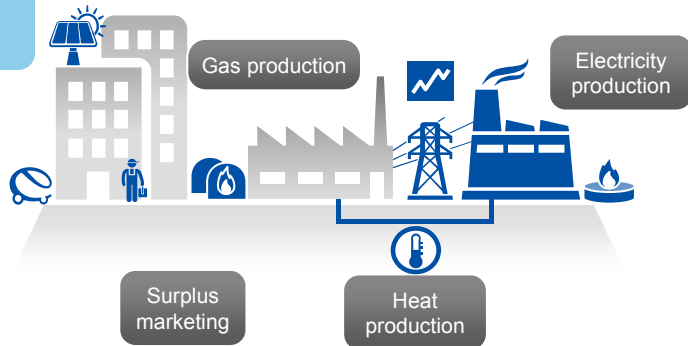 Gas production
Electricity
production
Surplus
marketing
Heat
production